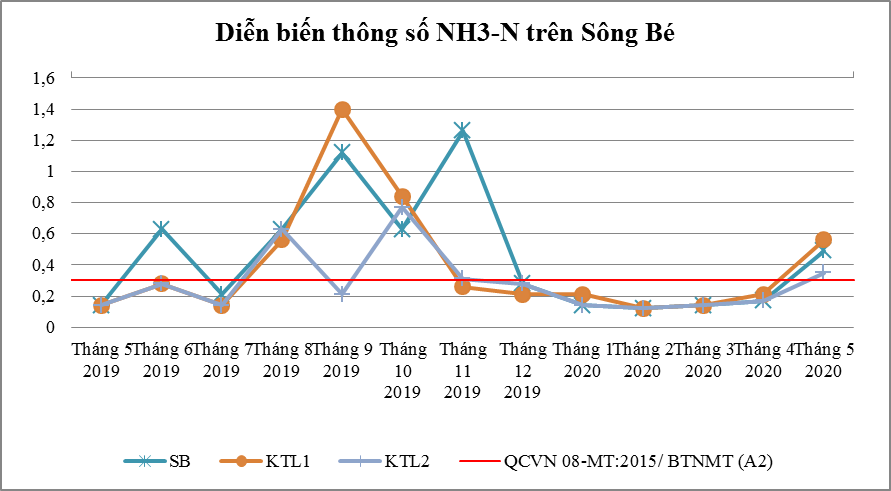 Diễn biến thông số NH3-N trên Sông Bé
1,6
1,4
1,2
1
0,8
0,6
0,4
0,2
0
Tháng 5 2019
Tháng 6 2019
Tháng 7 2019
Tháng 8 2019
Tháng 9 2019
Tháng 10 2019
Tháng 11 2019
Tháng 12 2019
Tháng 1 2020
Tháng 2 2020
Tháng 3 2020
Tháng 4 2020
Tháng 5 2020
SB
KTL1
KTL2
QCVN 08-MT:2015/ BTNMT (A2)